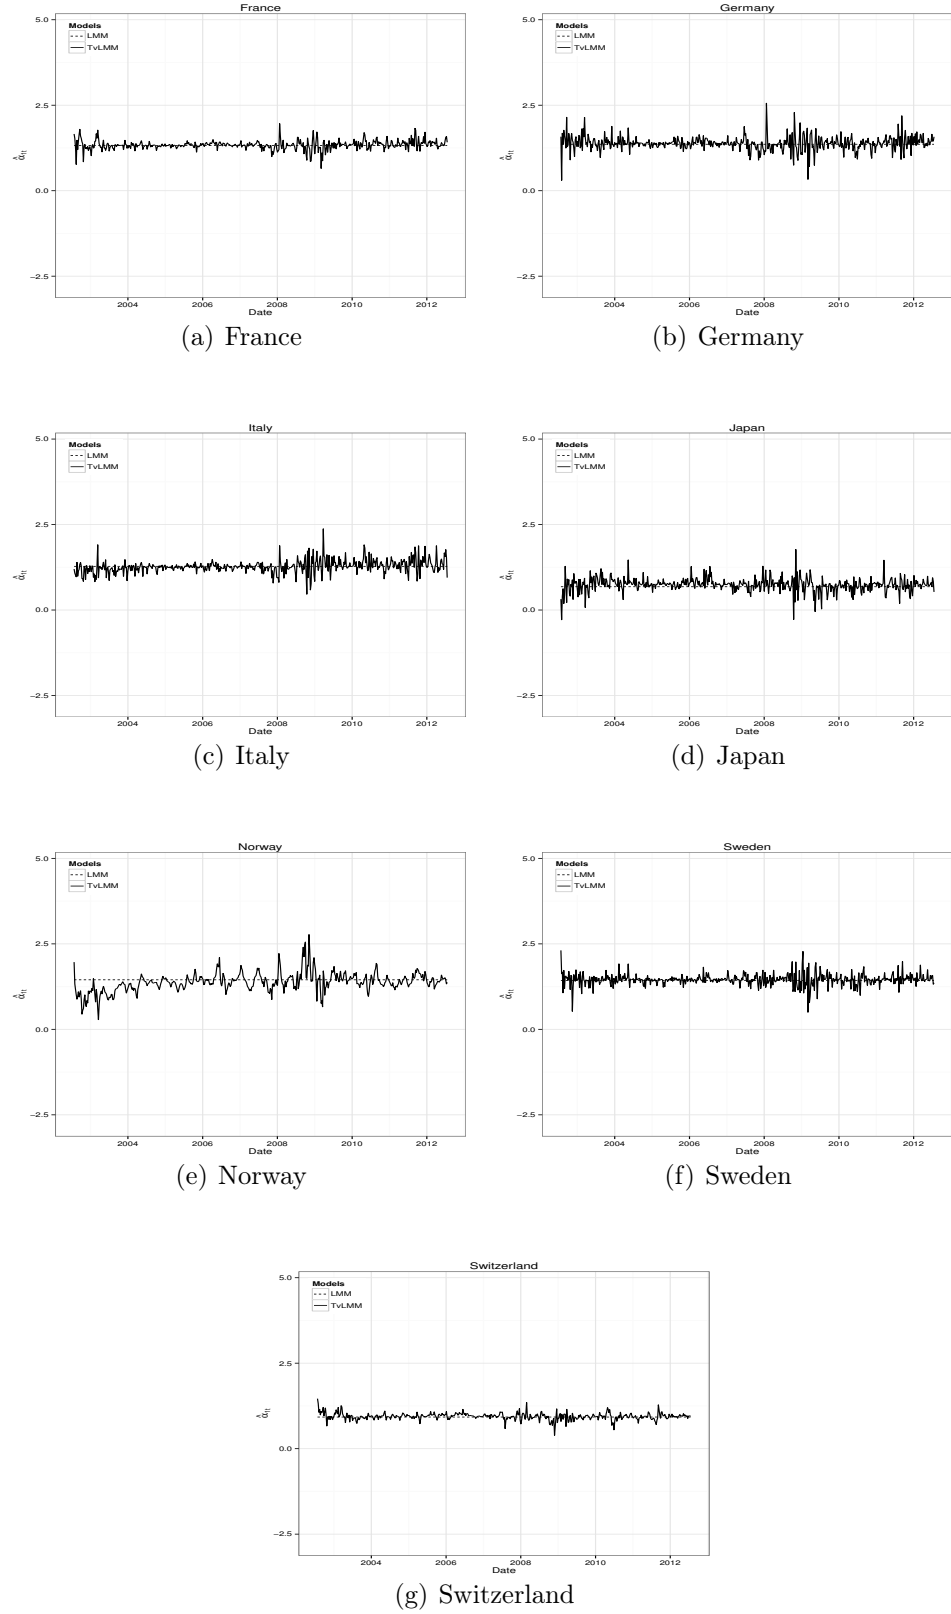 France
Models
LMM
TvLMM
5.0
2.5
0.0
−2.5
α̂it
2004
2006
2008
2010
2012
Date
(a) France
Germany
Models
LMM
TvLMM
5.0
2.5
0.0
−2.5
2004
2006
2008
2010
2012
Date
(b) Germany
Italy
Models
LMM
TvLMM
5.0
2.5
0.0
−2.5
2004
2006
2008
2010
2012
Date
(c) Italy
Japan
Models
LMM
TvLMM
5.0
2.5
0.0
−2.5
2004
2006
2008
2010
2012
Date
(d) Japan
Norway
Models
LMM
TvLMM
5.0
2.5
0.0
−2.5
2004
2006
2008
2010
2012
Date
(e) Norway
Sweden
Models
LMM
TvLMM
5.0
2.5
0.0
−2.5
2004
2006
2008
2010
2012
Date
(f) Sweden
Switzerland
Models
LMM
TvLMM
5.0
2.5
0.0
−2.5
2004
2006
2008
2010
2012
Date
(g) Switzerland